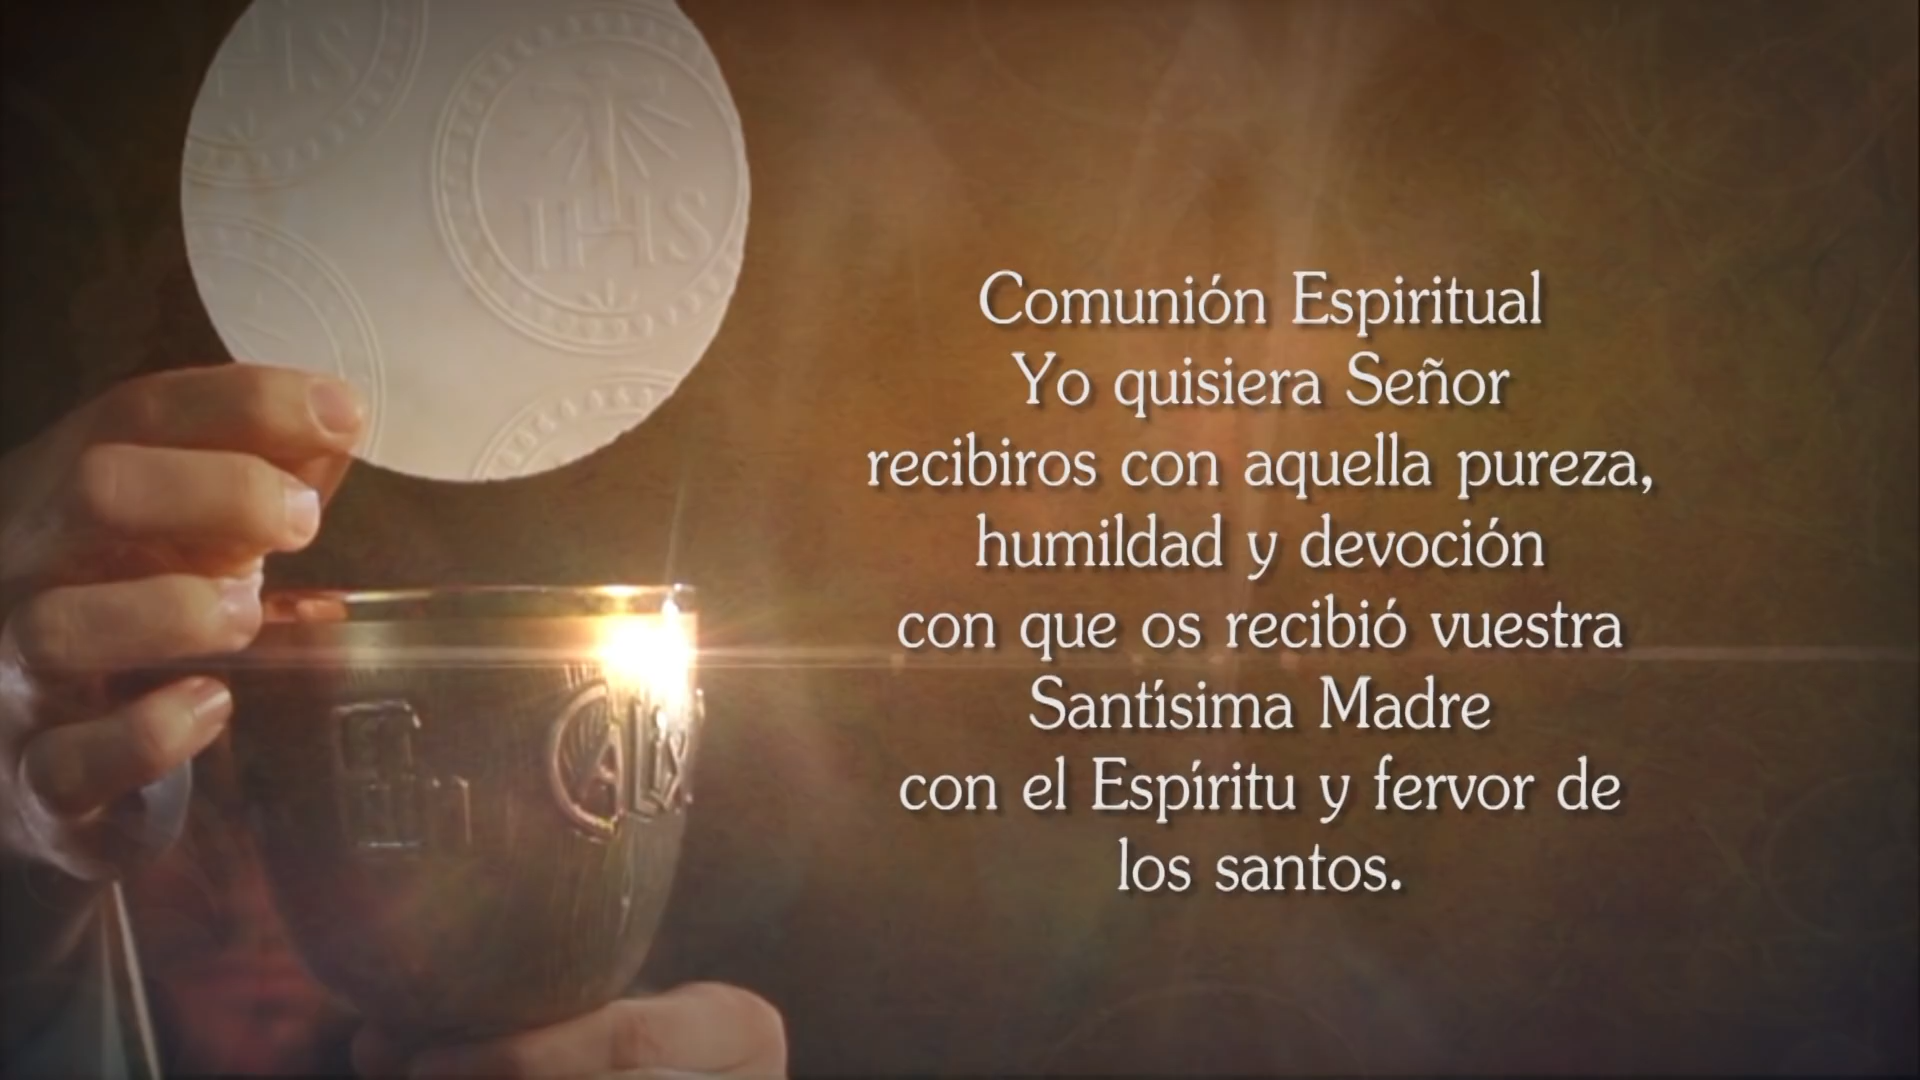 IHS
Comunión Espiritual
Yo quisiera Señor
recibiros con aquella pureza,
humildad y devoción
con que os recibió vuestra
Santísima Madre
con el Espíritu y fervor de
los santos.